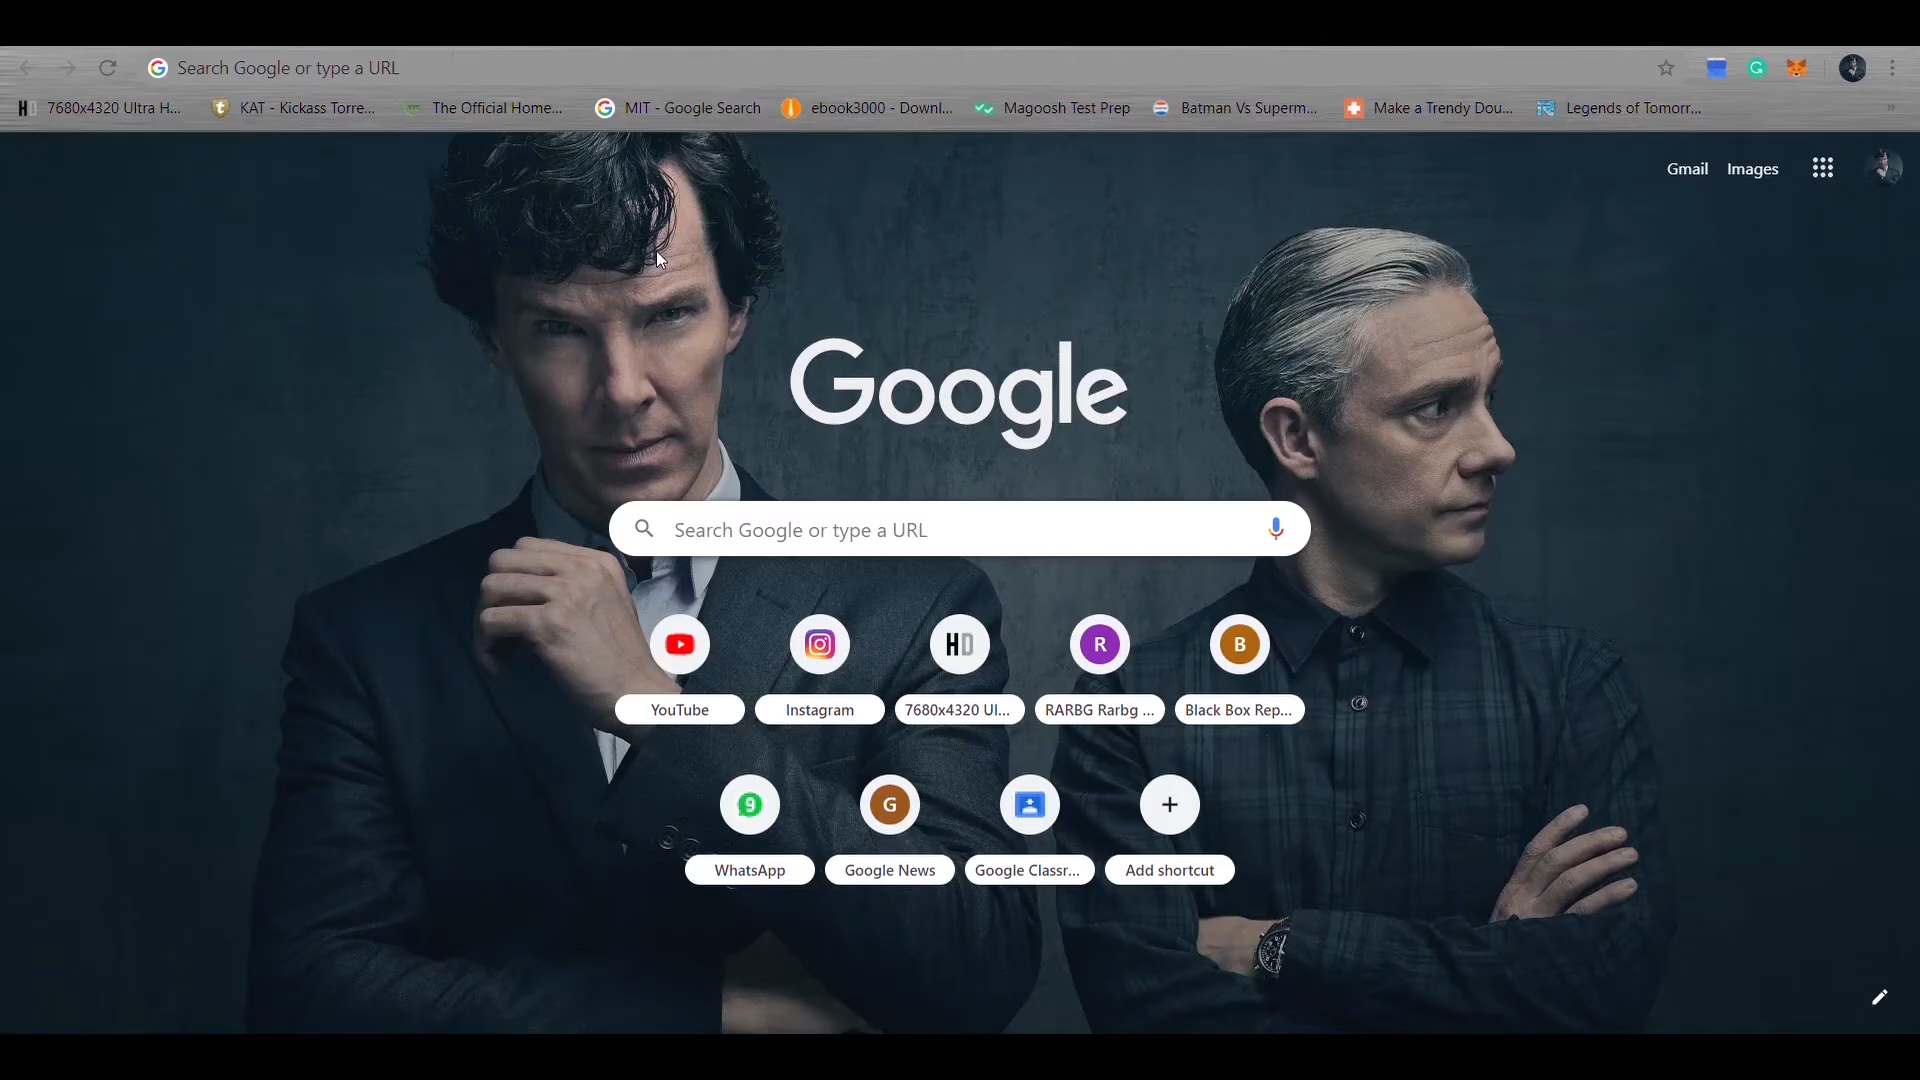 Search Google or type a URL
7680x4320 Ultra H... KAT - Kickass Torre... The Official Home... MIT - Google Search ebook3000 - Downl... Magoosh Test Prep Batman Vs Superm... Make a Trendy Dou... Legends of Tomorr... »
Gmail Images
Google
Search Google or type a URL
HD R B
YouTube Instagram 7680x4320 Ul... RARBG Rarbg ... Black Box Rep...
9 G
WhatsApp Google News Google Classr... Add shortcut